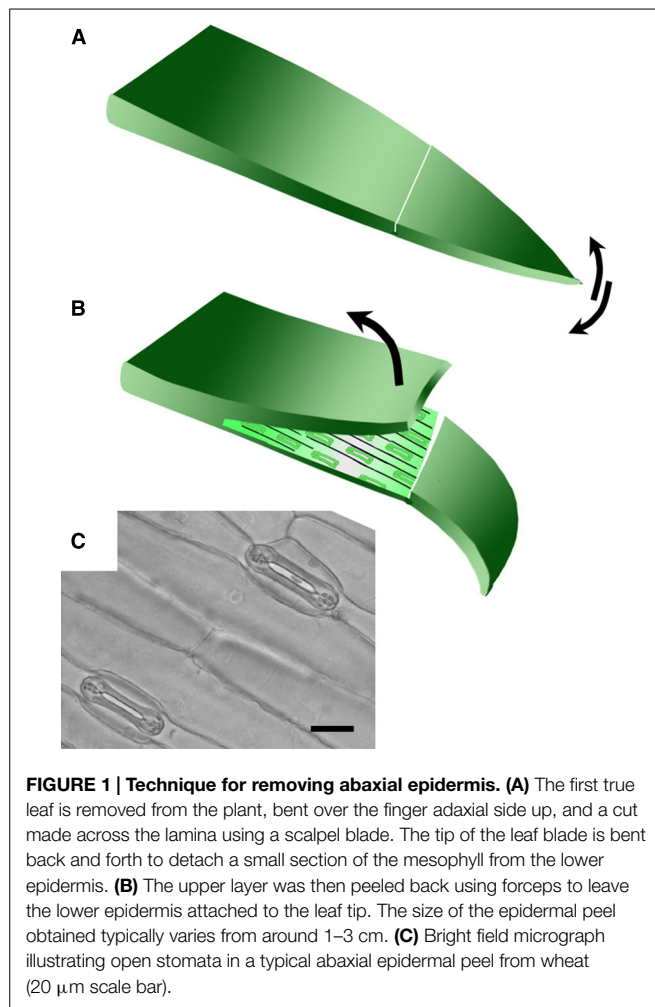 A
B
C
FIGURE 1 | Technique for removing abaxial epidermis. (A) The first true
leaf is removed from the plant, bent over the finger adaxial side up, and a cut
made across the lamina using a scalpel blade. The tip of the leaf blade is bent
back and forth to detach a small section of the mesophyll from the lower
epidermis. (B) The upper layer was then peeled back using forceps to leave
the lower epidermis attached to the leaf tip. The size of the epidermal peel
obtained typically varies from around 1–3 cm. (C) Bright field micrograph
illustrating open stomata in a typical abaxial epidermal peel from wheat
(20 μm scale bar).